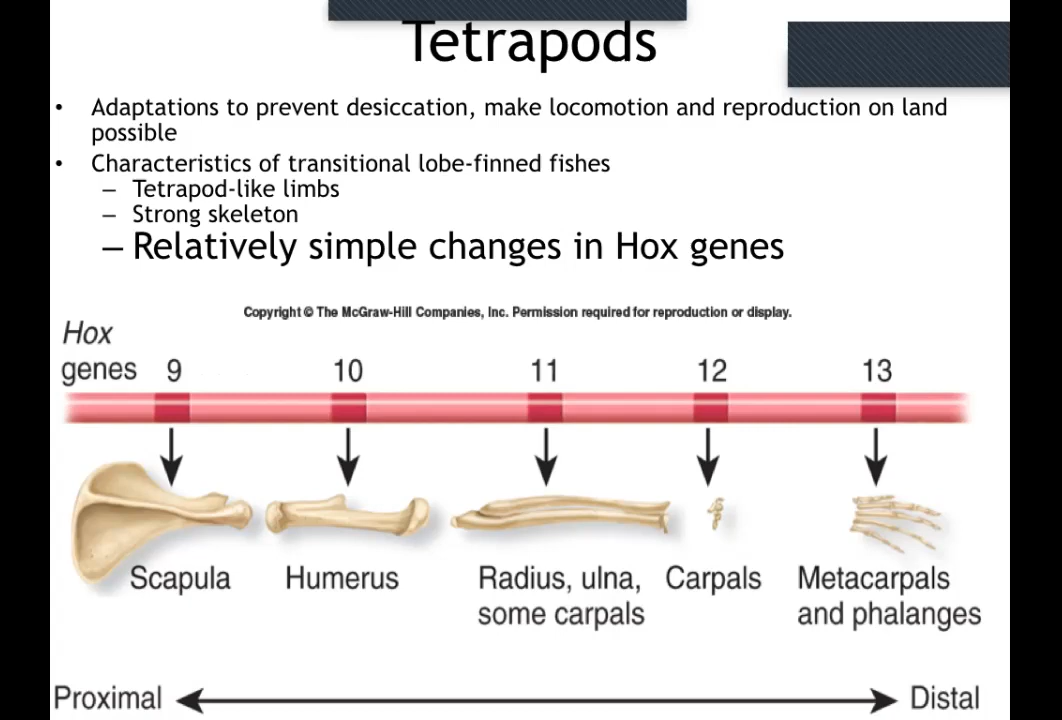 Tetrapods
• Adaptations to prevent desiccation, make locomotion and reproduction on land
possible
• Characteristics of transitional lobe-finned fishes
– Tetrapod-like limbs
– Strong skeleton
– Relatively simple changes in Hox genes
Copyright © The McGraw-Hill Companies, Inc. Permission required for reproduction or display.
Hox
genes 9 10 11 12 13
Scapula Humerus Radius, ulna, Carpals Metacarpals
some carpals and phalanges
Proximal Distal